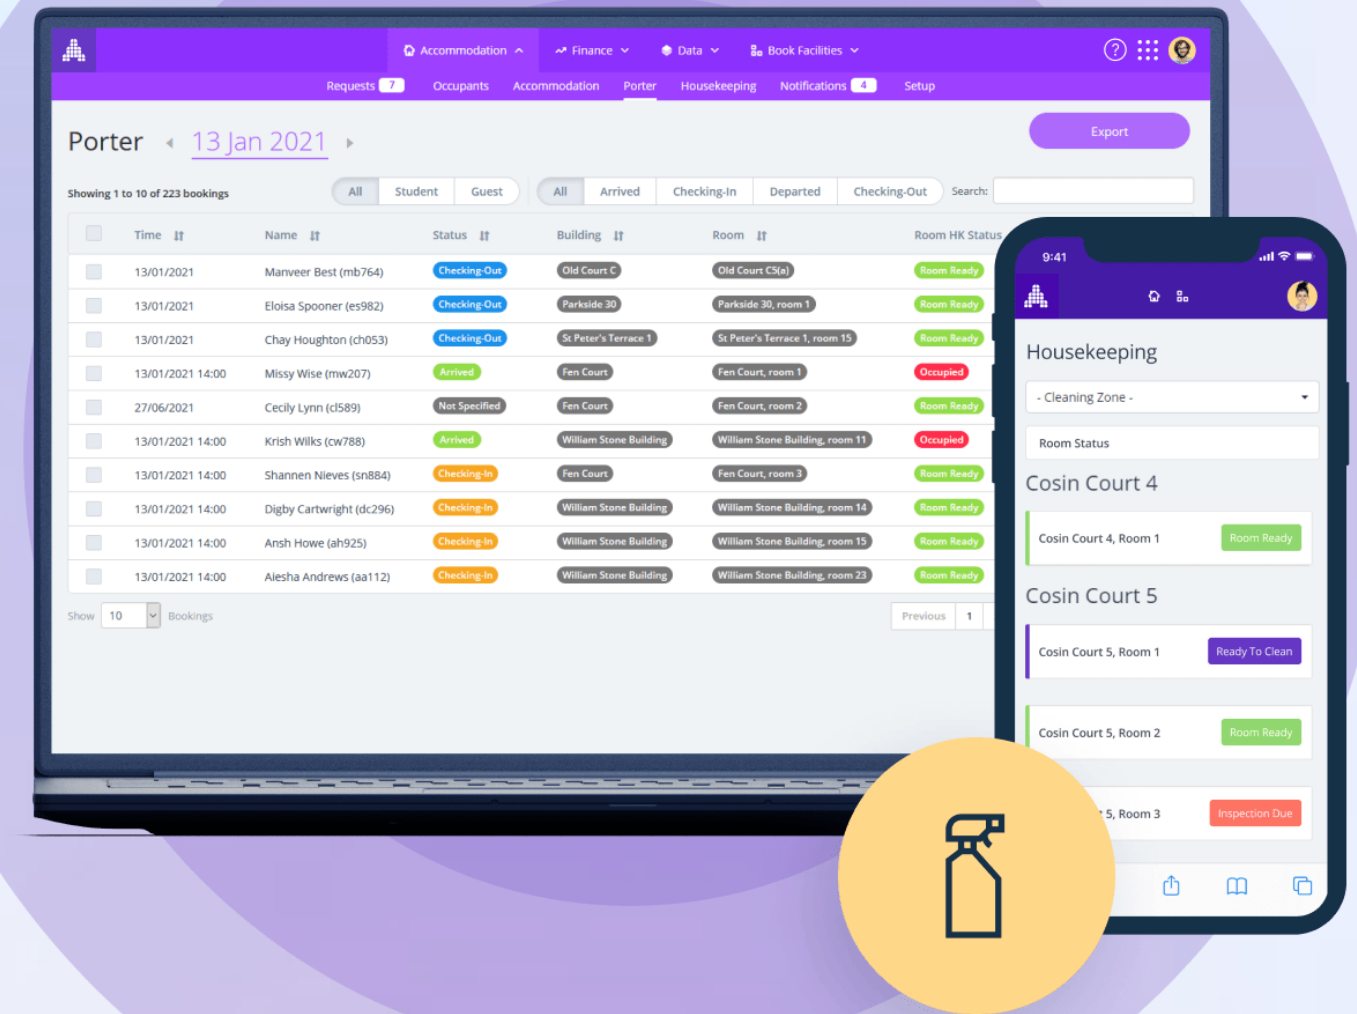 Accommodation Finance Data Book Facilities ?
Requests 7 Occupants Accommodation Porter Housekeeping Notifications 4 Setup
Porter 13 Jan 2021 Export
Showing 1 to 10 of 223 bookings All Student Guest All Arrived Checking-In Departed Checking-Out Search:
Time Name Status Building Room Room HK Status
13/01/2021 Manveer Best (mb764) Checking-Out Old Court C Old Court C5(a) Room Ready
13/01/2021 Eloisa Spooner (es982) Checking-Out Parkside 30 Parkside 30, room 1 Room Ready
13/01/2021 Chay Houghton (ch053) Checking-Out St Peter's Terrace 1 St Peter's Terrace 1, room 15 Room Ready
13/01/2021 14:00 Missy Wise (mw207) Arrived Fen Court Fen Court, room 1 Occupied
27/06/2021 Cecily Lynn (cl589) Not Specified Fen Court Fen Court, room 2 Room Ready
13/01/2021 14:00 Krish Wilks (cw788) Arrived William Stone Building William Stone Building, room 11 Occupied
13/01/2021 14:00 Shannen Nieves (sn884) Checking-In Fen Court Fen Court, room 3 Room Ready
13/01/2021 14:00 Digby Cartwright (dc296) Checking-In William Stone Building William Stone Building, room 14 Room Ready
13/01/2021 14:00 Ansh Howe (ah925) Checking-In William Stone Building William Stone Building, room 15 Room Ready
13/01/2021 14:00 Aiesha Andrews (aa112) Checking-In William Stone Building William Stone Building, room 23 Room Ready
Show 10 Bookings Previous 1
9:41
Housekeeping
- Cleaning Zone -
Room Status
Cosin Court 4
Cosin Court 4, Room 1 Room Ready
Cosin Court 5
Cosin Court 5, Room 1 Ready To Clean
Cosin Court 5, Room 2 Room Ready
5, Room 3 Inspection Due